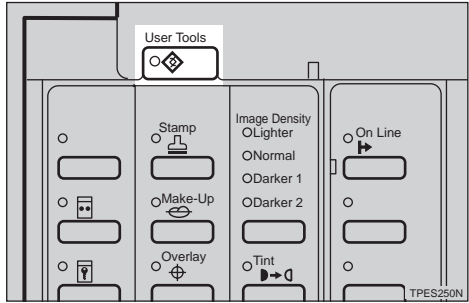 User Tools
Stamp
Image Density
Lighter
On Line
Normal
Darker 1
Make-Up
Darker 2
Overlay
Tint
TPES250N